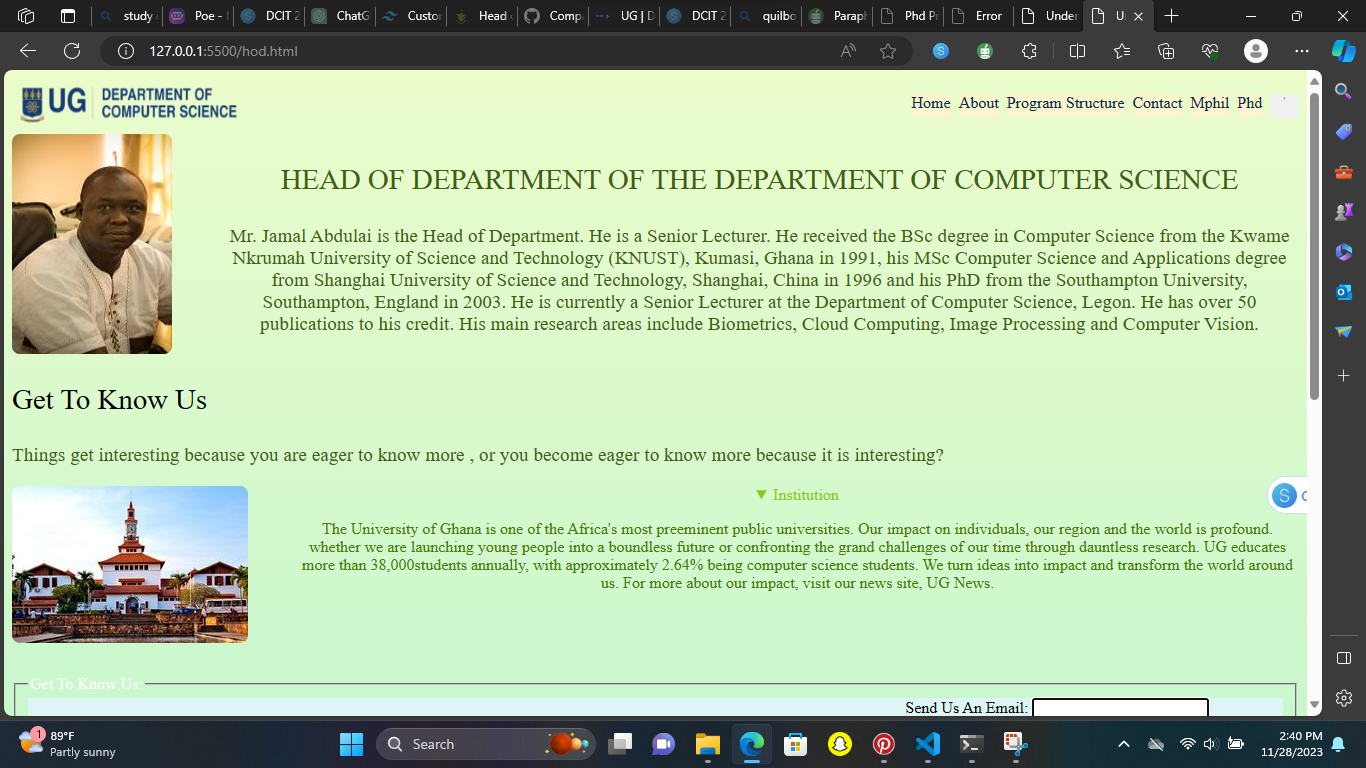 study
Poe -
DCIT 2
ChatG
Custor
Head
Comp
UG | D
DCIT 2
quilbo
Paraph
Phd Pr
Error
Under
127.0.0.1:5500/hod.html
UG DEPARTMENT OF
COMPUTER SCIENCE
Home About Program Structure Contact Mphil Phd
HEAD OF DEPARTMENT OF THE DEPARTMENT OF COMPUTER SCIENCE
Mr. Jamal Abdulai is the Head of Department. He is a Senior Lecturer. He received the BSc degree in Computer Science from the Kwame
Nkrumah University of Science and Technology (KNUST), Kumasi, Ghana in 1991, his MSc Computer Science and Applications degree
from Shanghai University of Science and Technology, Shanghai, China in 1996 and his PhD from the Southampton University,
Southampton, England in 2003. He is currently a Senior Lecturer at the Department of Computer Science, Legon. He has over 50
publications to his credit. His main research areas include Biometrics, Cloud Computing, Image Processing and Computer Vision.
Get To Know Us
Things get interesting because you are eager to know more , or you become eager to know more because it is interesting?
▼ Institution
The University of Ghana is one of the Africa's most preeminent public universities. Our impact on individuals, our region and the world is profound.
whether we are launching young people into a boundless future or confronting the grand challenges of our time through dauntless research. UG educates
more than 38,000students annually, with approximately 2.64% being computer science students. We turn ideas into impact and transform the world around
us. For more about our impact, visit our news site, UG News.
Get To Know Us:
Send Us An Email:
1
89°F
Partly sunny
Search
2:40 PM
11/28/2023